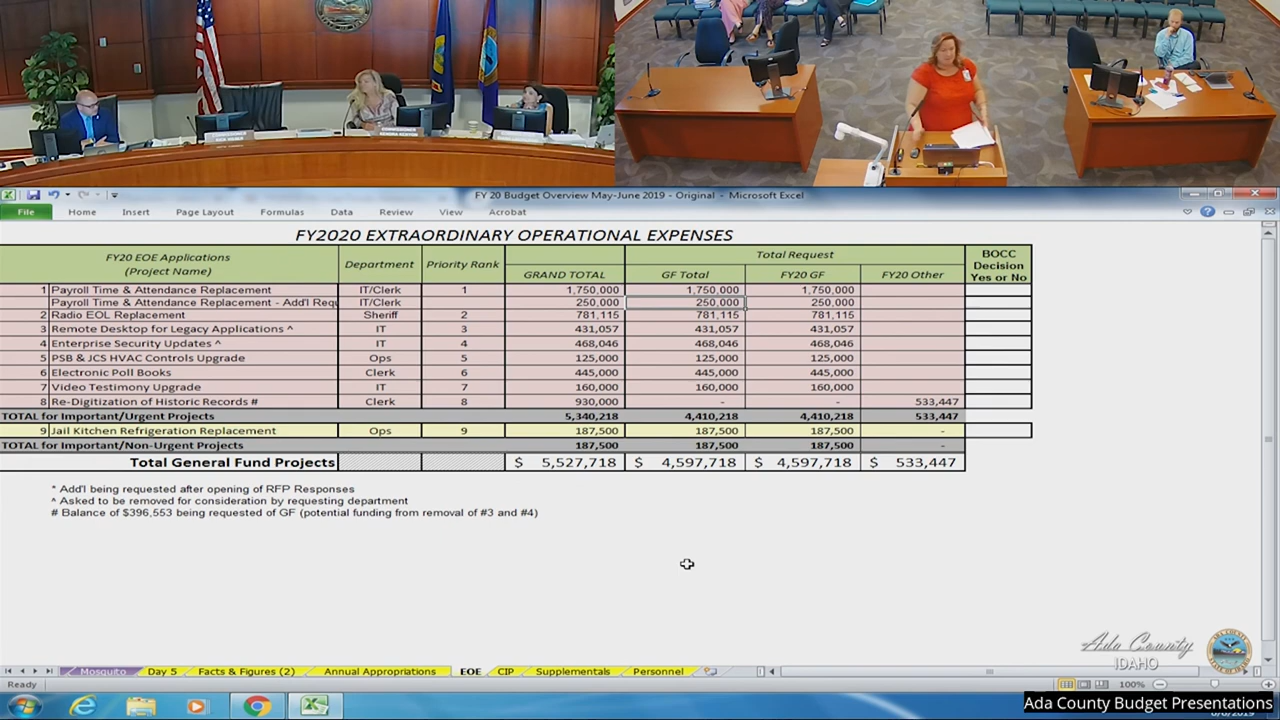 FY 20 Budget Overview May-June 2019 - Original - Microsoft Excel
File Home Insert Page Layout Formulas Data Review View Acrobat
FY2020 EXTRAORDINARY OPERATIONAL EXPENSES
FY20 EOE Applications
(Project Name)
Department
Priority Rank
Total Request
GRAND TOTAL GF Total FY20 GF FY20 Other
BOCC
Decision
Yes or No
1 Payroll Time & Attendance Replacement IT/Clerk 1 1,750,000 1,750,000 1,750,000
Payroll Time & Attendance Replacement - Add'l Requ IT/Clerk 250,000 250,000 250,000
2 Radio EOL Replacement Sheriff 2 781,115 781,115 781,115
3 Remote Desktop for Legacy Applications ^ IT 3 431,057 431,057 431,057
4 Enterprise Security Updates ^ IT 4 468,046 468,046 468,046
5 PSB & JCS HVAC Controls Upgrade Ops 5 125,000 125,000 125,000
6 Electronic Poll Books Clerk 6 445,000 445,000 445,000
7 Video Testimony Upgrade IT 7 160,000 160,000 160,000
8 Re-Digitization of Historic Records # Clerk 8 930,000 - - 533,447
TOTAL for Important/Urgent Projects 5,340,218 4,410,218 4,410,218 533,447
9 Jail Kitchen Refrigeration Replacement Ops 9 187,500 187,500 187,500 -
TOTAL for Important/Non-Urgent Projects 187,500 187,500 187,500 -
Total General Fund Projects $ 5,527,718 $ 4,597,718 $ 4,597,718 $ 533,447
* Add'l being requested after opening of RFP Responses
^ Asked to be removed for consideration by requesting department
# Balance of $396,553 being requested of GF (potential funding from removal of #3 and #4)
Ada County
IDAHO
Mosquito Day 5 Facts & Figures (2) Annual Appropriations EOE CIP Supplementals Personnel
Ready 100%
Ada County Budget Presentations